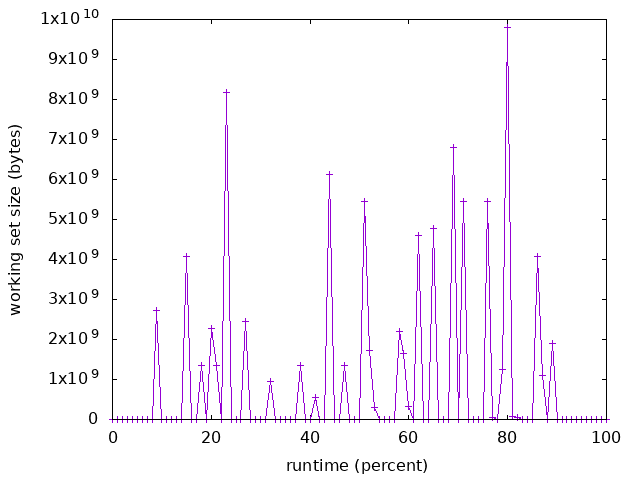 1x10^10
9x10^9
8x10^9
7x10^9
6x10^9
5x10^9
4x10^9
3x10^9
2x10^9
1x10^9
0
working set size (bytes)
0 20 40 60 80 100
runtime (percent)